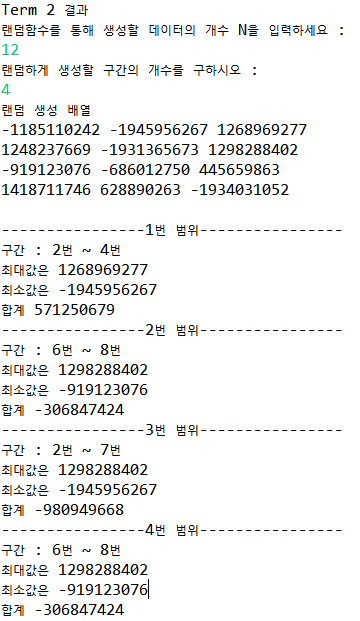 Term 2 결과
랜덤함수를 통해 생성할 데이터의 개수 N을 입력하세요 :
12
랜덤하게 생성할 구간의 개수를 구하시오 :
4
랜덤 생성 배열
-1185110242 -1945956267 1268969277
1248237669 -1931365673 1298288402
-919123076 -686012750 445659863
1418711746 628890263 -1934031052
----------------1번 범위----------------
구간 : 2번 ~ 4번
최대값은 1268969277
최소값은 -1945956267
합계 571250679
----------------2번 범위----------------
구간 : 6번 ~ 8번
최대값은 1298288402
최소값은 -919123076
합계 -306847424
----------------3번 범위----------------
구간 : 2번 ~ 7번
최대값은 1298288402
최소값은 -1945956267
합계 -980949668
----------------4번 범위----------------
구간 : 6번 ~ 8번
최대값은 1298288402
최소값은 -919123076
합계 -306847424